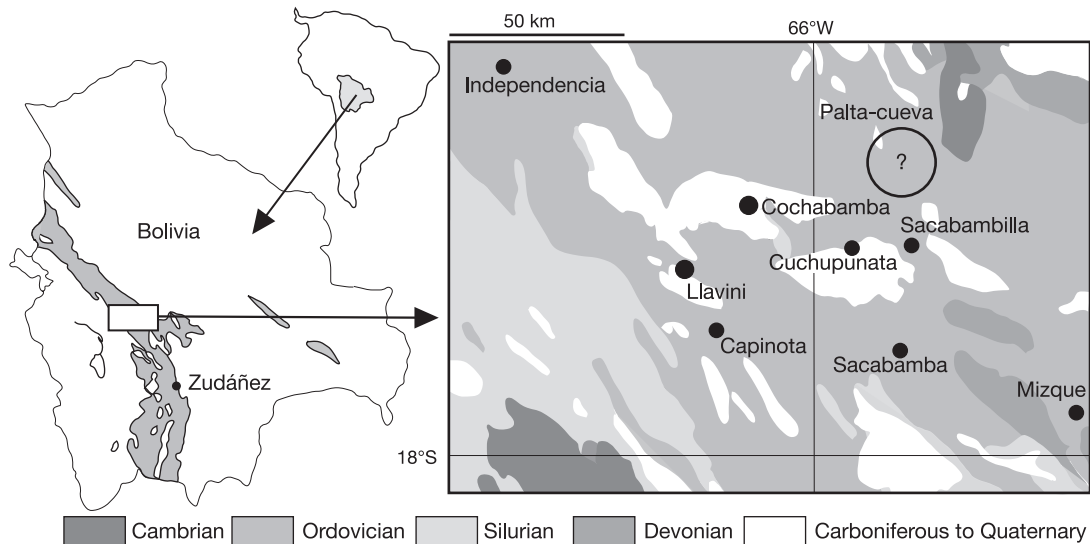 50 km
66°W
Independencia
Palta-cueva
?
Bolivia
Cochabamba
Sacabambilla
Cuchupunata
Llavini
Capinota
Sacabamba
Zudáñez
Mizque
18°S
Cambrian
Ordovician
Silurian
Devonian
Carboniferous to Quaternary